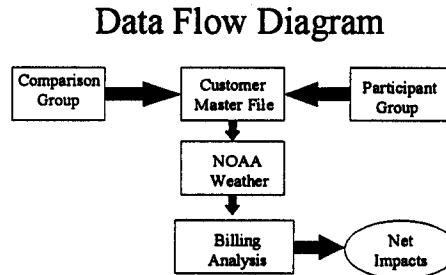 Data Flow Diagram
Comparison
Group
Customer
Master File
Participant
Group
NOAA
Weather
Billing
Analysis
Net
Impacts